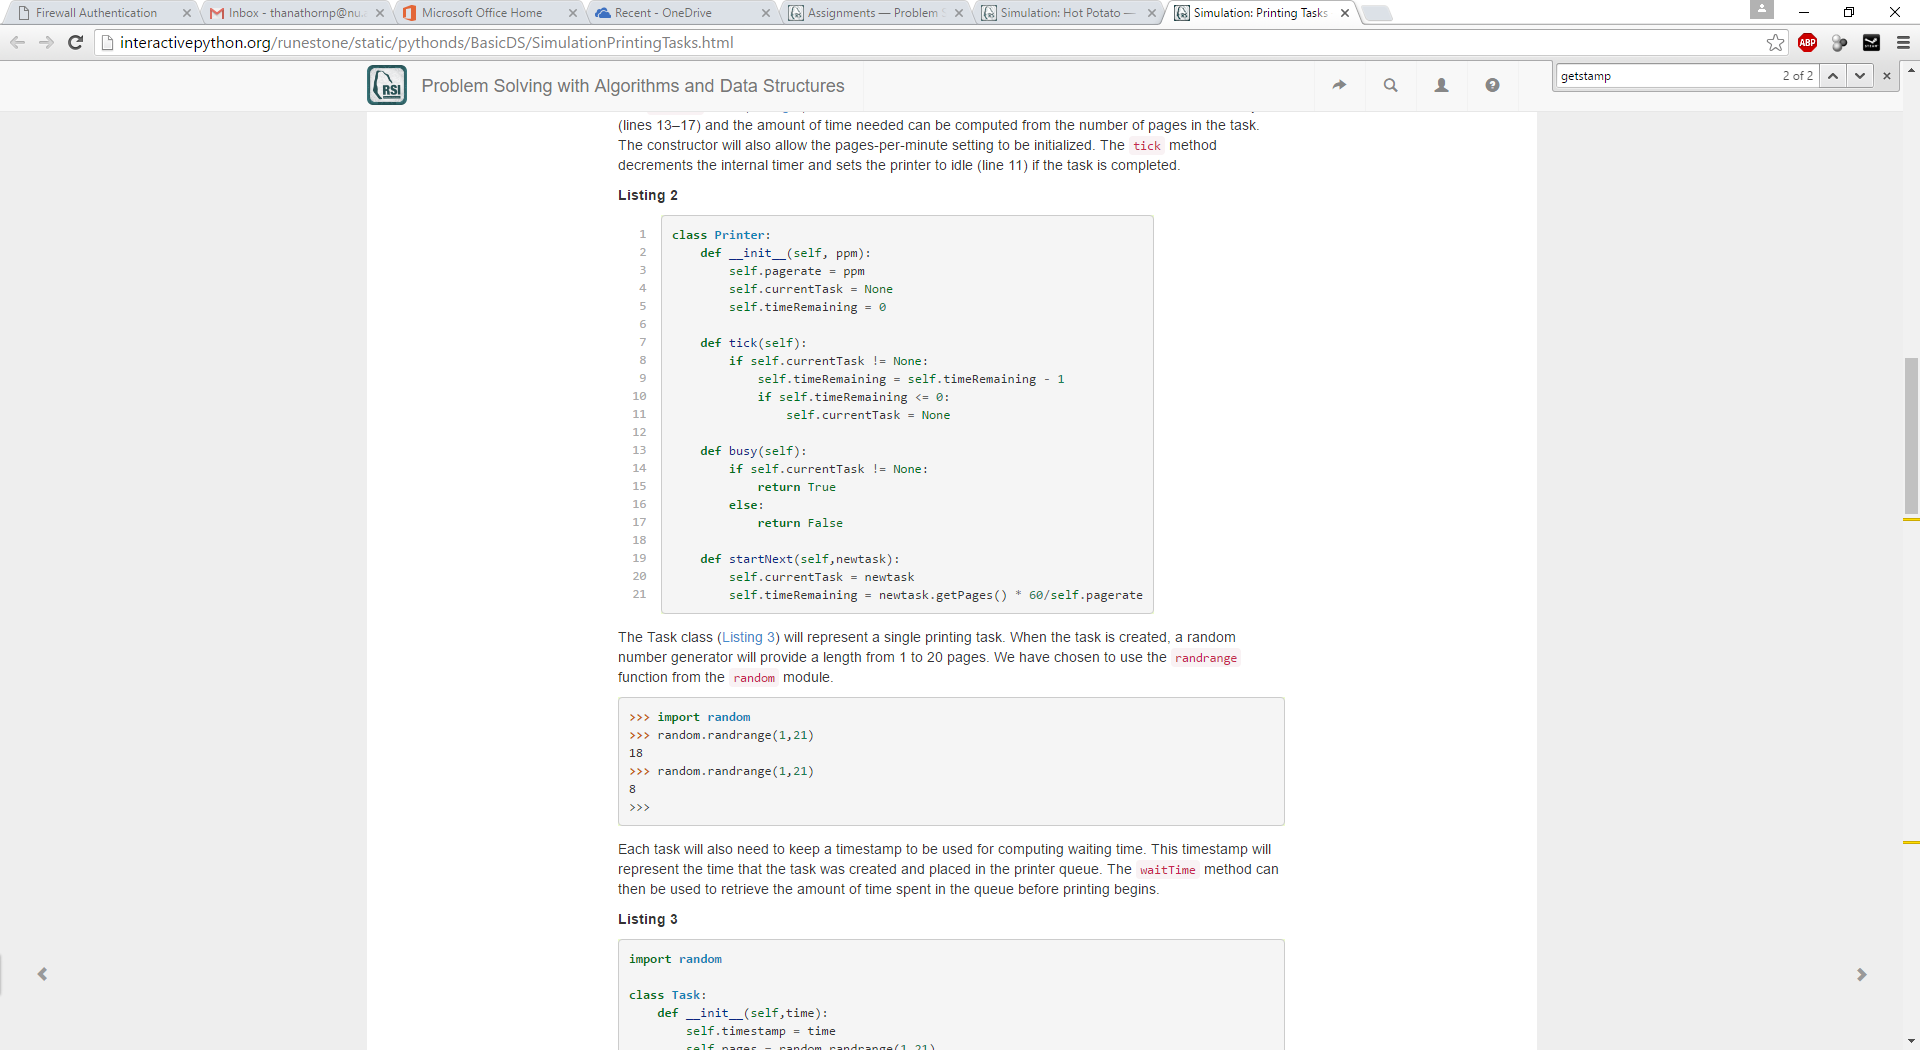 Firewall Authentication
Inbox - thanathornp@nu
Microsoft Office Home
Recent - OneDrive
Assignments — Problem S
Simulation: Hot Potato —
Simulation: Printing Tasks
interactivepython.org/runestone/static/pythonds/BasicDS/SimulationPrintingTasks.html
ABP
getstamp 2 of 2
RSI Problem Solving with Algorithms and Data Structures
(lines 13–17) and the amount of time needed can be computed from the number of pages in the task.
The constructor will also allow the pages-per-minute setting to be initialized. The tick method
decrements the internal timer and sets the printer to idle (line 11) if the task is completed.
Listing 2
1 class Printer:
2     def __init__(self, ppm):
3         self.pagerate = ppm
4         self.currentTask = None
5         self.timeRemaining = 0
6
7     def tick(self):
8         if self.currentTask != None:
9             self.timeRemaining = self.timeRemaining - 1
10             if self.timeRemaining <= 0:
11                 self.currentTask = None
12
13     def busy(self):
14         if self.currentTask != None:
15             return True
16         else:
17             return False
18
19     def startNext(self,newtask):
20         self.currentTask = newtask
21         self.timeRemaining = newtask.getPages() * 60/self.pagerate
The Task class (Listing 3) will represent a single printing task. When the task is created, a random
number generator will provide a length from 1 to 20 pages. We have chosen to use the randrange
function from the random module.
>>> import random
>>> random.randrange(1,21)
18
>>> random.randrange(1,21)
8
>>>
Each task will also need to keep a timestamp to be used for computing waiting time. This timestamp will
represent the time that the task was created and placed in the printer queue. The waitTime method can
then be used to retrieve the amount of time spent in the queue before printing begins.
Listing 3
import random
class Task:
    def __init__(self,time):
        self.timestamp = time
        self.pages = random.randrange(1,21)